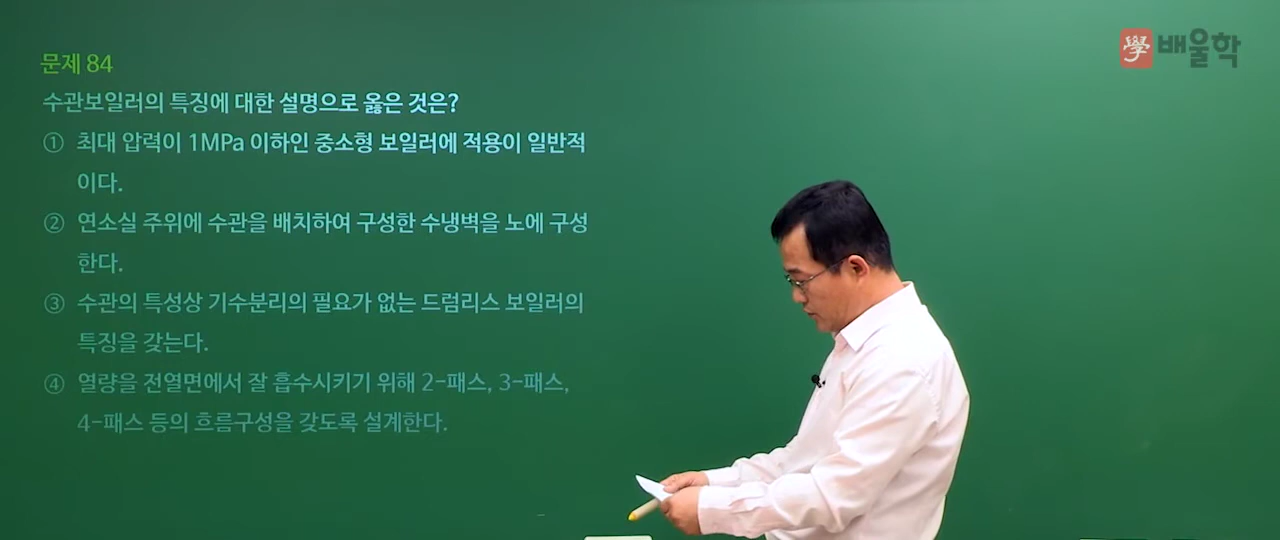 문제 84
學 배울학
수관보일러의 특징에 대한 설명으로 옳은 것은?
① 최대 압력이 1MPa 이하인 중소형 보일러에 적용이 일반적
이다.
② 연소실 주위에 수관을 배치하여 구성한 수냉벽을 노에 구성
한다.
③ 수관의 특성상 기수분리의 필요가 없는 드럼리스 보일러의
특징을 갖는다.
④ 열량을 전열면에서 잘 흡수시키기 위해 2-패스, 3-패스,
4-패스 등의 흐름구성을 갖도록 설계한다.